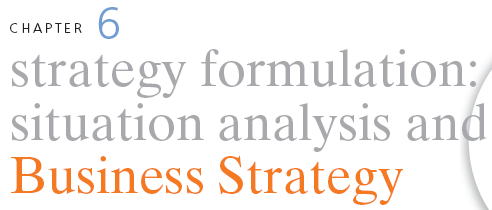 CHAPTER 6
strategy formulation:
situation analysis and
Business Strategy